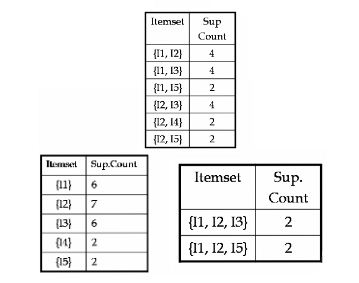 Itemset Sup Count
{I1, I2} 4
{I1, I3} 4
{I1, I5} 2
{I2, I3} 4
{I2, I4} 2
{I2, I5} 2
Itemset Sup.Count
{I1} 6
{I2} 7
{I3} 6
{I4} 2
{I5} 2
Itemset Sup. Count
{I1, I2, I3} 2
{I1, I2, I5} 2